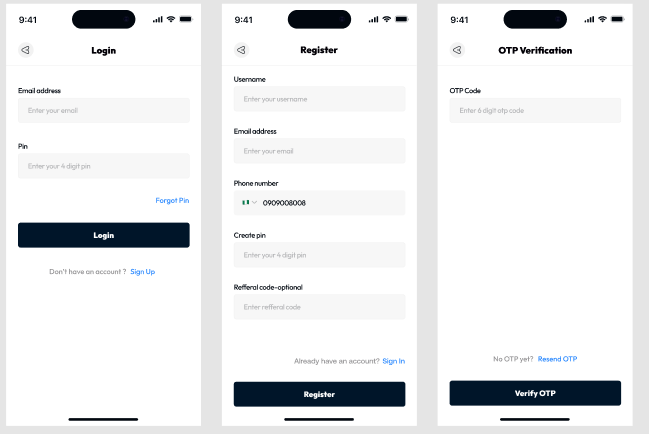 9:41
Login
Email address
Enter your email
Pin
Enter your 4 digit pin
Forgot Pin
Login
Don't have an account ? Sign Up
9:41
Register
Username
Enter your username
Email address
Enter your email
Phone number
0909008008
Create pin
Enter your 4 digit pin
Refferal code-optional
Enter refferal code
Already have an account? Sign In
Register
9:41
OTP Verification
OTP Code
Enter 6 digit otp code
No OTP yet? Resend OTP
Verify OTP